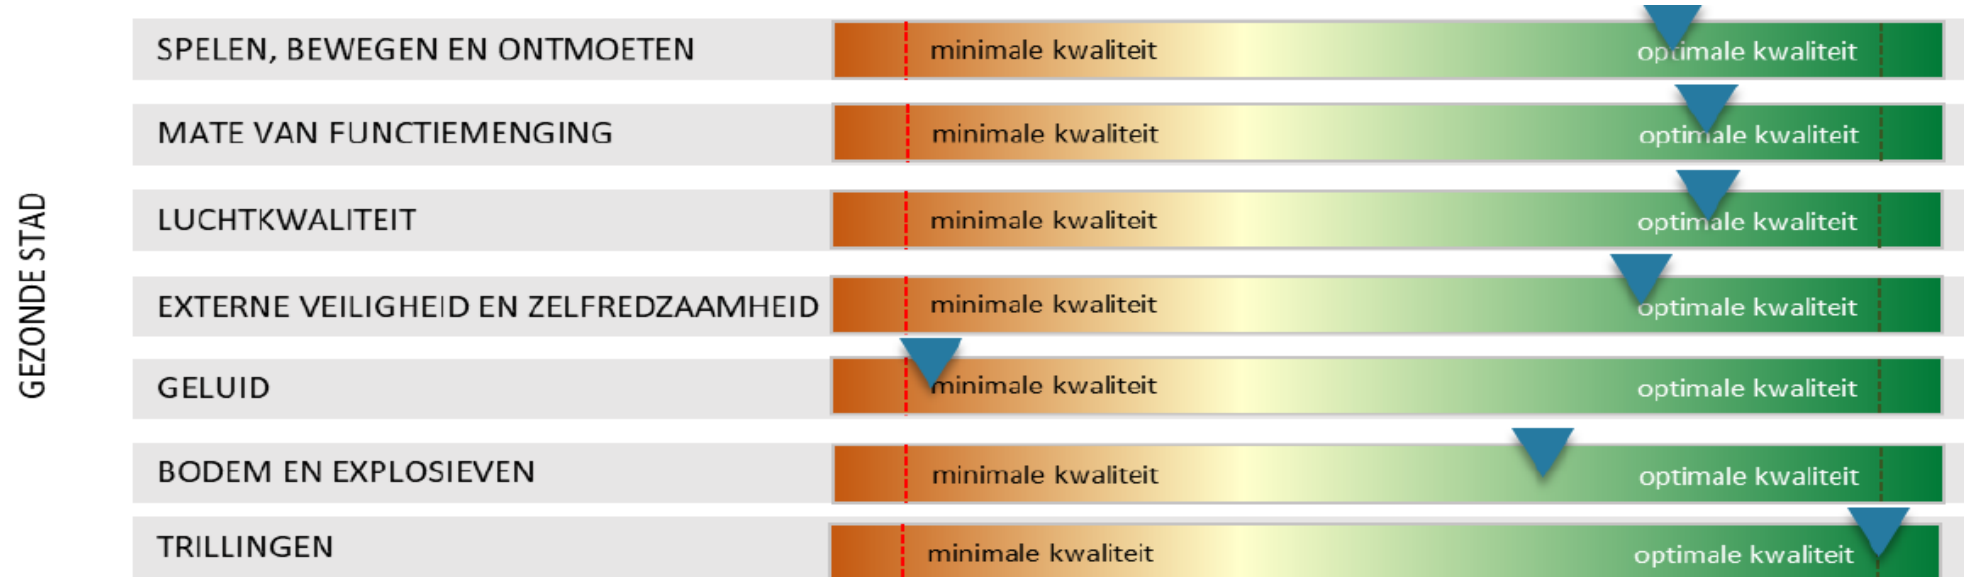 GEZONDE STAD
SPELEN, BEWEGEN EN ONTMOETEN minimale kwaliteit optimale kwaliteit
MATE VAN FUNCTIEMENGING minimale kwaliteit optimale kwaliteit
LUCHTKWALITEIT minimale kwaliteit optimale kwaliteit
EXTERNE VEILIGHEID EN ZELFREDZAAMHEID minimale kwaliteit optimale kwaliteit
GELUID minimale kwaliteit optimale kwaliteit
BODEM EN EXPLOSIEVEN minimale kwaliteit optimale kwaliteit
TRILLINGEN minimale kwaliteit optimale kwaliteit